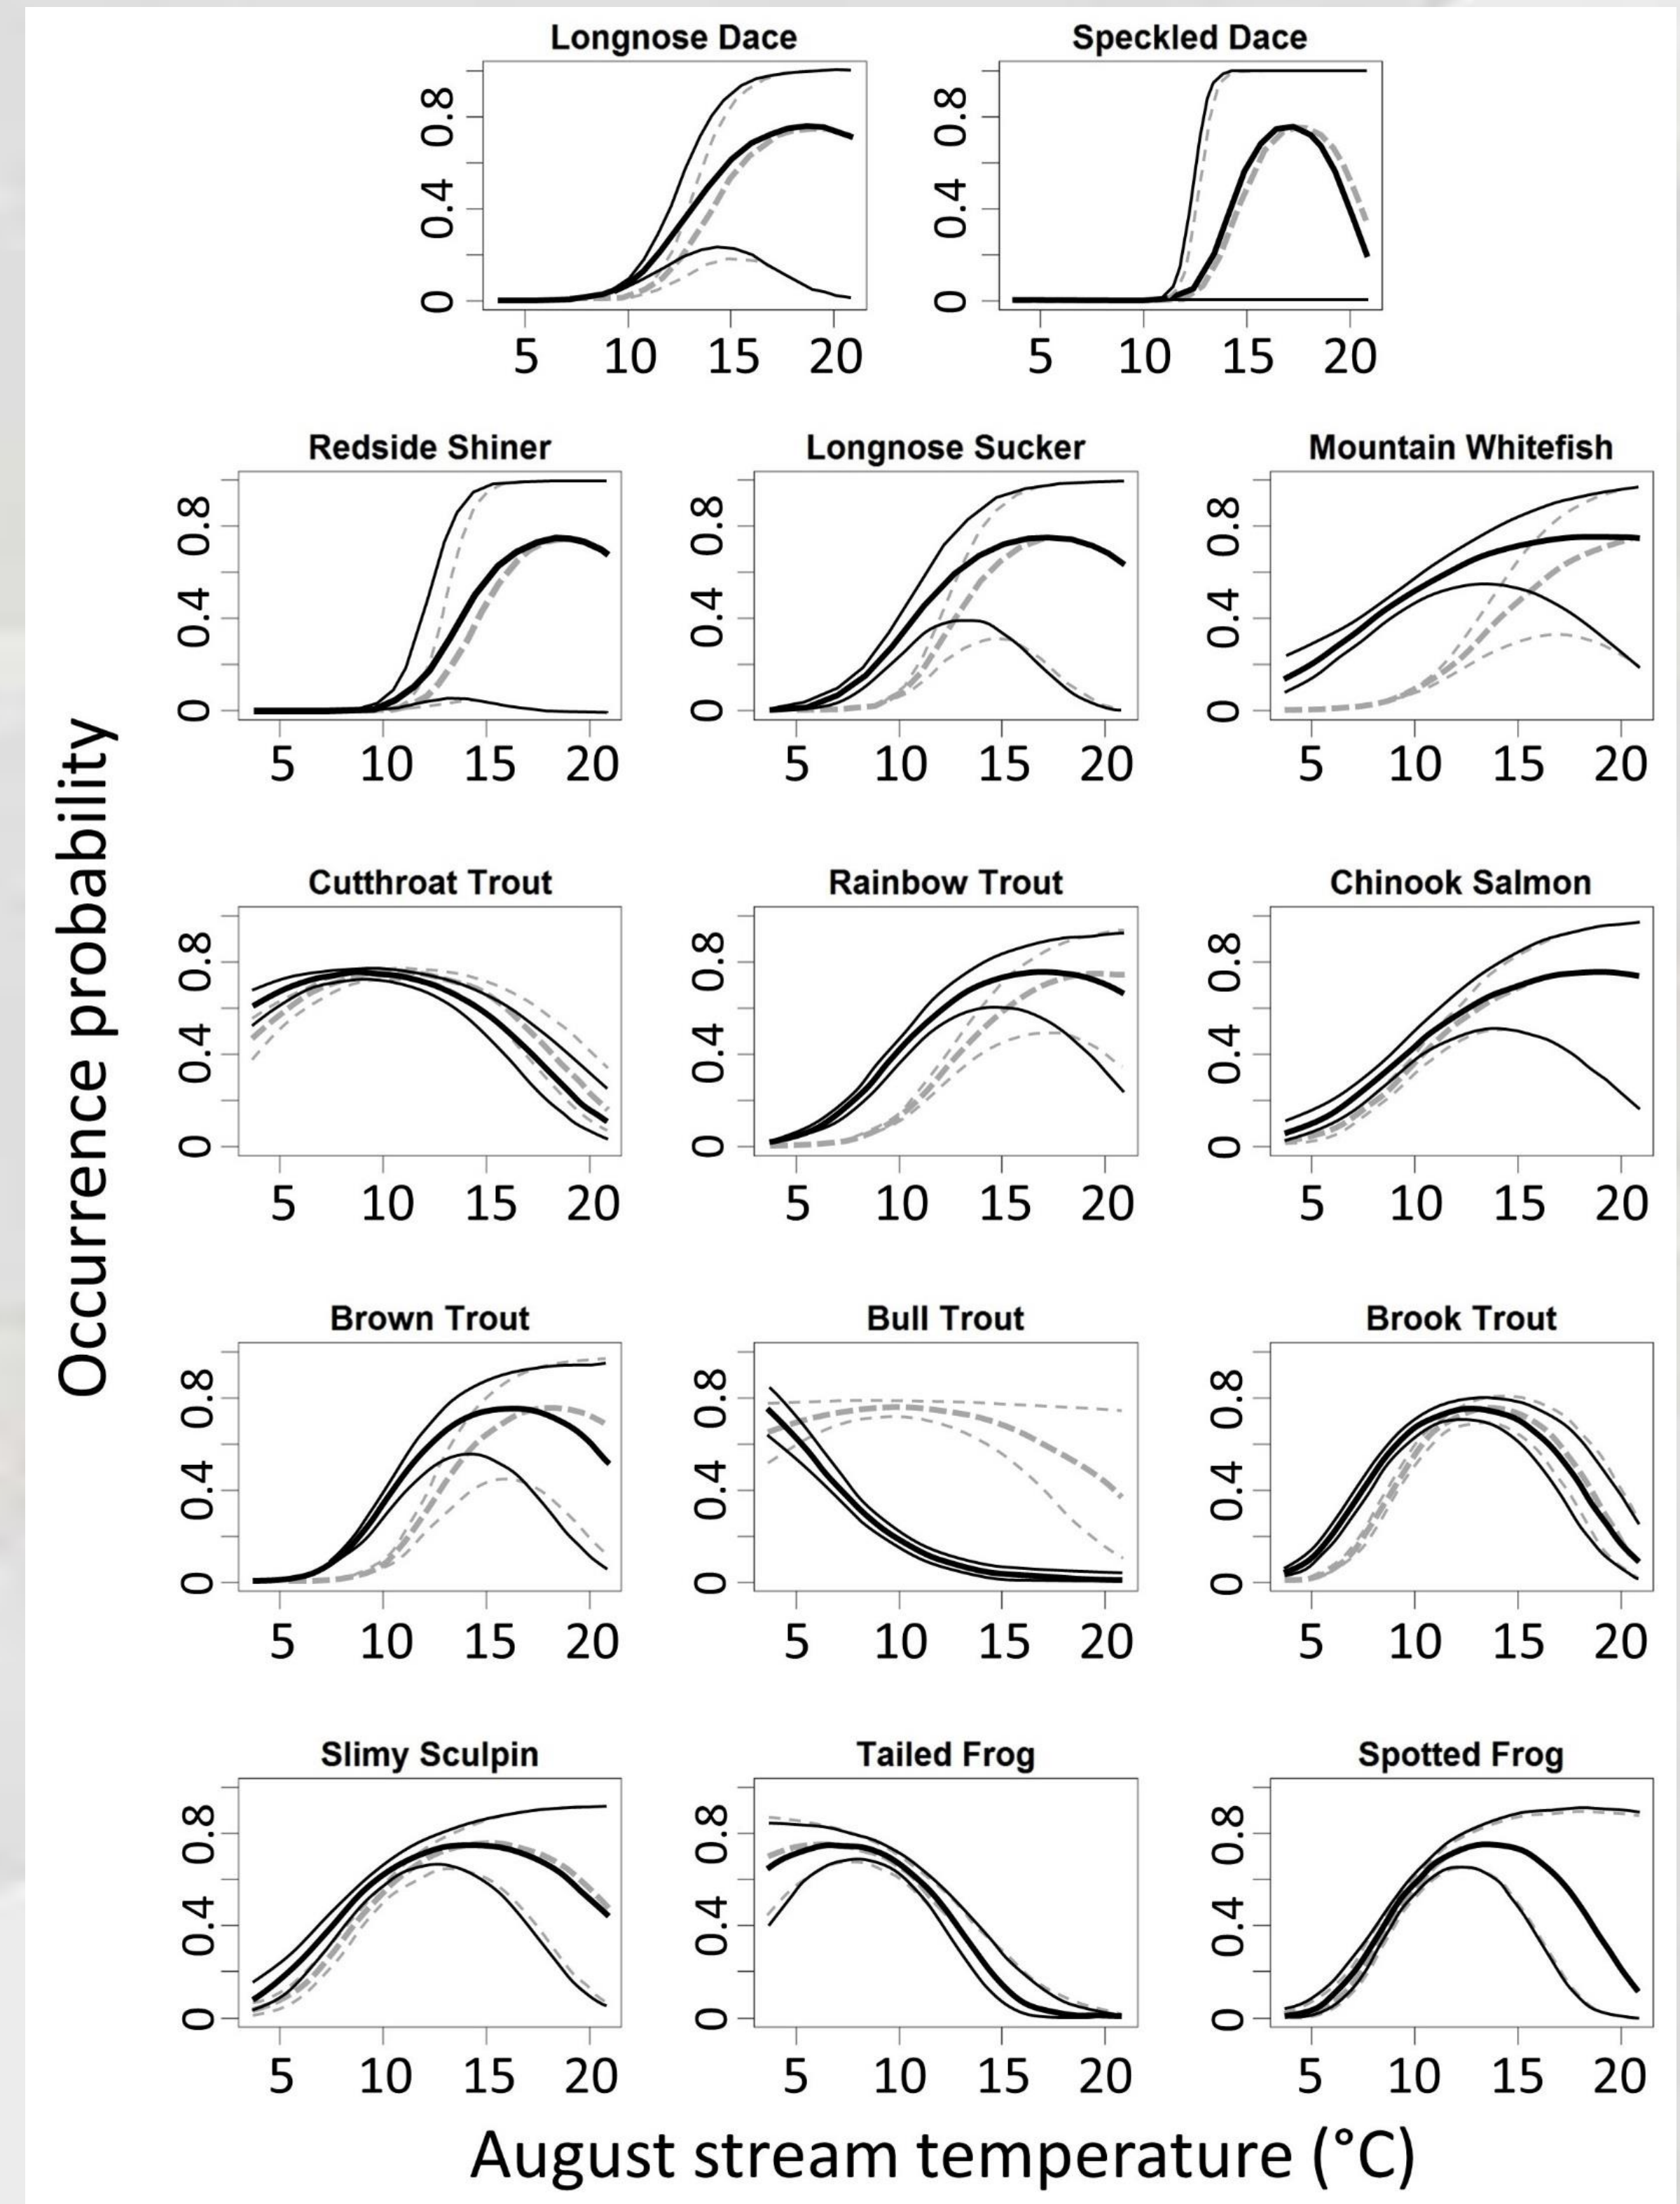 Longnose Dace
Speckled Dace
0.8
0.4
0
5 10 15 20
0.8
0.4
0
5 10 15 20
Redside Shiner
Longnose Sucker
Mountain Whitefish
0.8
0.4
0
5 10 15 20
0.8
0.4
0
5 10 15 20
0.8
0.4
0
5 10 15 20
Occurrence probability
Cutthroat Trout
Rainbow Trout
Chinook Salmon
0.8
0.4
0
5 10 15 20
0.8
0.4
0
5 10 15 20
0.8
0.4
0
5 10 15 20
Brown Trout
Bull Trout
Brook Trout
0.8
0.4
0
5 10 15 20
0.8
0.4
0
5 10 15 20
0.8
0.4
0
5 10 15 20
Slimy Sculpin
Tailed Frog
Spotted Frog
0.8
0.4
0
5 10 15 20
0.8
0.4
0
5 10 15 20
0.8
0.4
0
5 10 15 20
August stream temperature (°C)